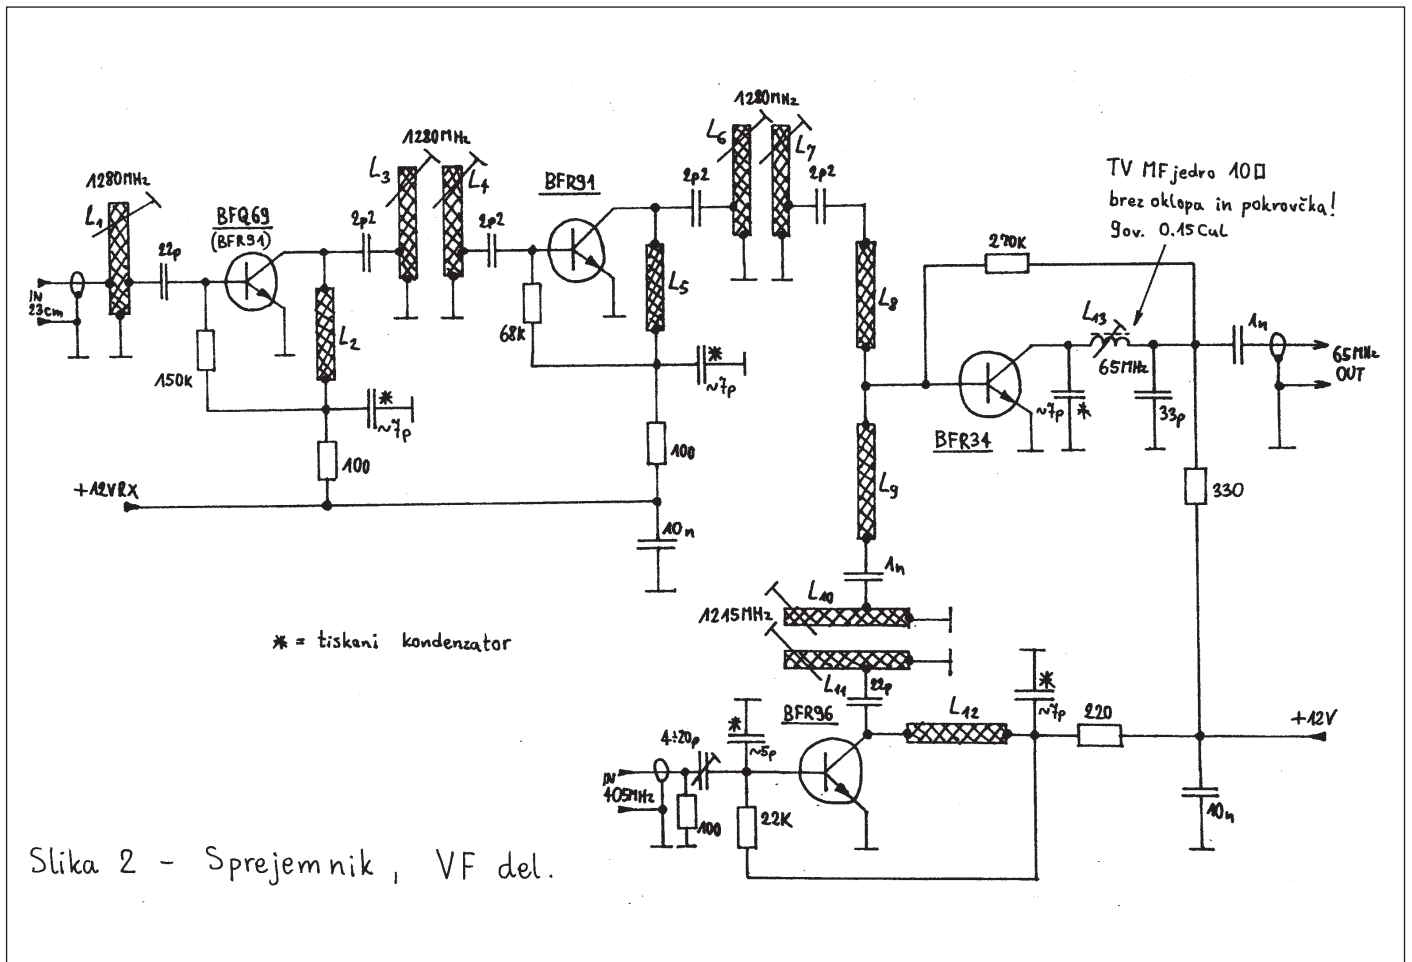 1280MHz
L6
L7
2p2
2p2
1280MHz
L3
L4
BFR91
2p2
2p2
TV MF jedro 10□
brez oklopa in pokrovčka!
9ov. 0.15CuL
1280MHz
L1
BFQ69
(BFR91)
22p
IN
23cm
150K
L2
*
~7p
100
68K
L5
*
~7p
100
+12VRX
10n
L8
270K
L13
65MHz
1n
65MHz
OUT
~7p
*
33p
BFR34
330
L9
1n
L10
1215MHz
L11
22p
* = tiskani kondenzator
BFR96
L12
*
~7p
220
+12V
*
~5p
4÷20p
IN
405MHz
100
22K
10n
Slika 2 - Sprejemnik, VF del.